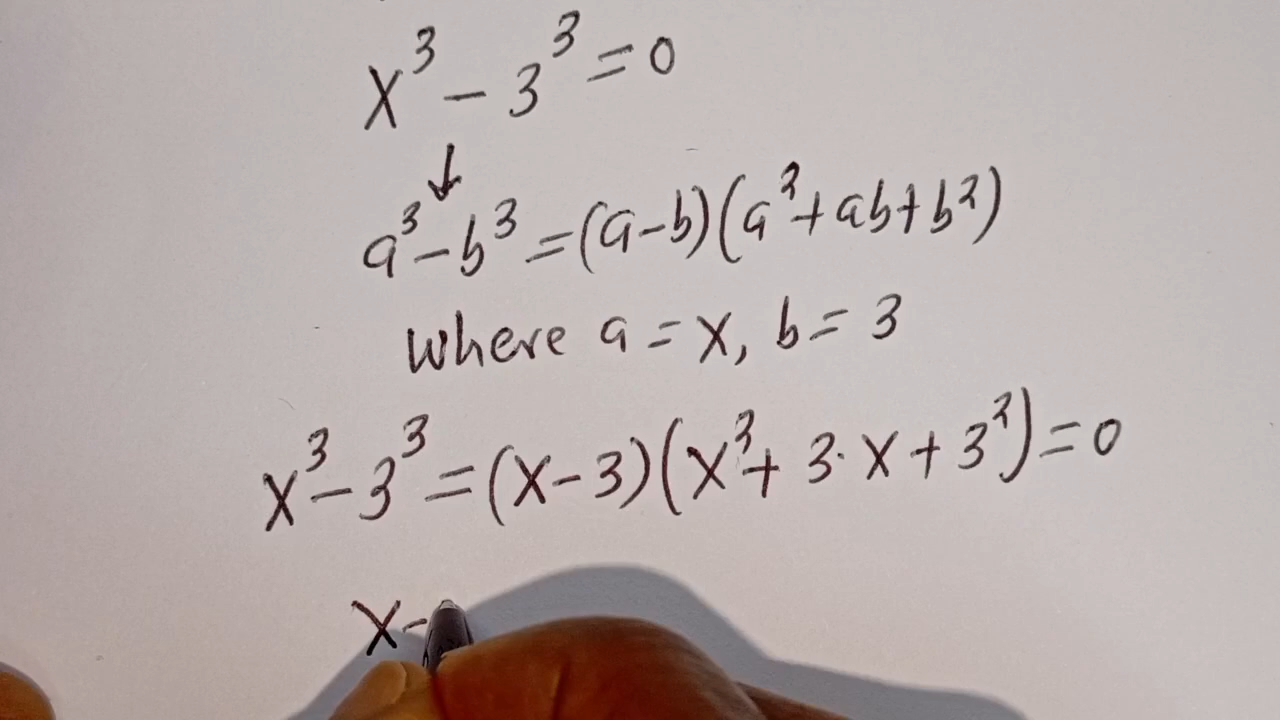 x³ - 3³ = 0
↓
a³ - b³ = (a-b)(a² + ab + b²)
where a = x, b = 3
x³ - 3³ = (x-3)(x² + 3·x + 3²) = 0
x -